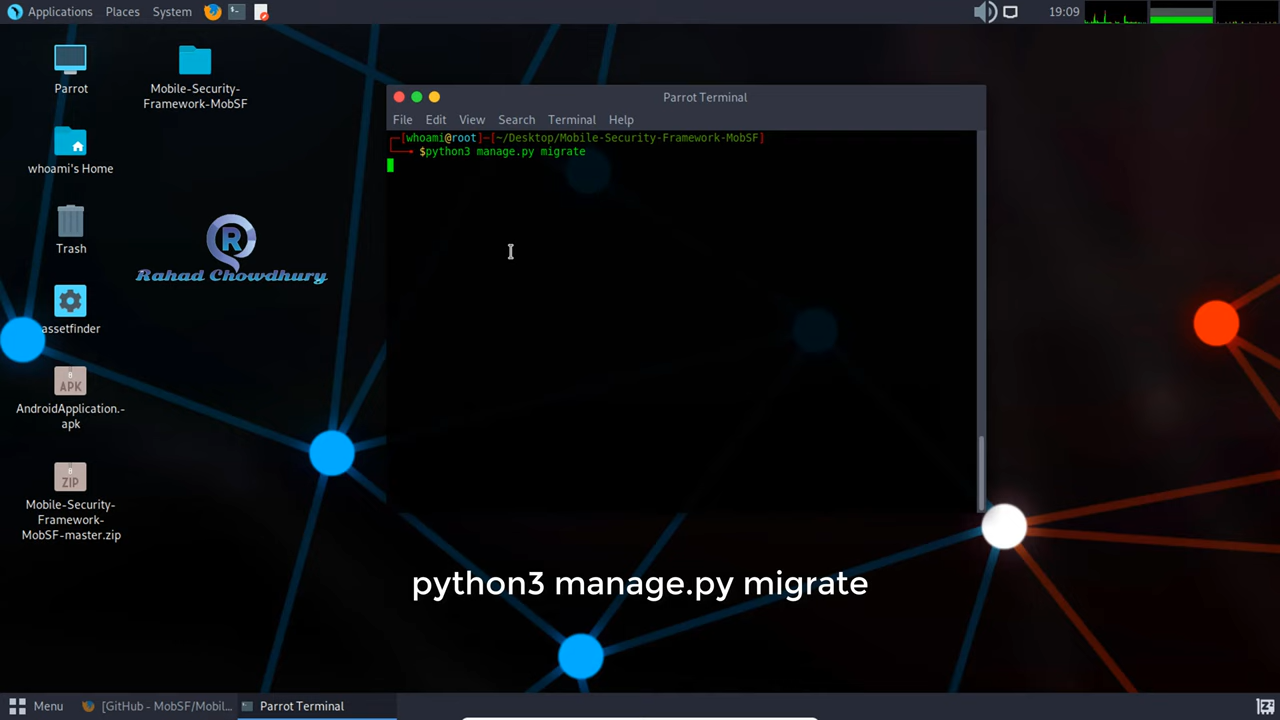 Applications Places System
19:09
Parrot
Mobile-Security-
Framework-MobSF
whoami's Home
Trash
Rahad Chowdhury
assetfinder
APK
AndroidApplication.-
apk
ZIP
Mobile-Security-
Framework-
MobSF-master.zip
Parrot Terminal
File Edit View Search Terminal Help
┌─[whoami@root]─[~/Desktop/Mobile-Security-Framework-MobSF]
└──╼ $python3 manage.py migrate
python3 manage.py migrate
Menu [GitHub - MobSF/Mobil... Parrot Terminal